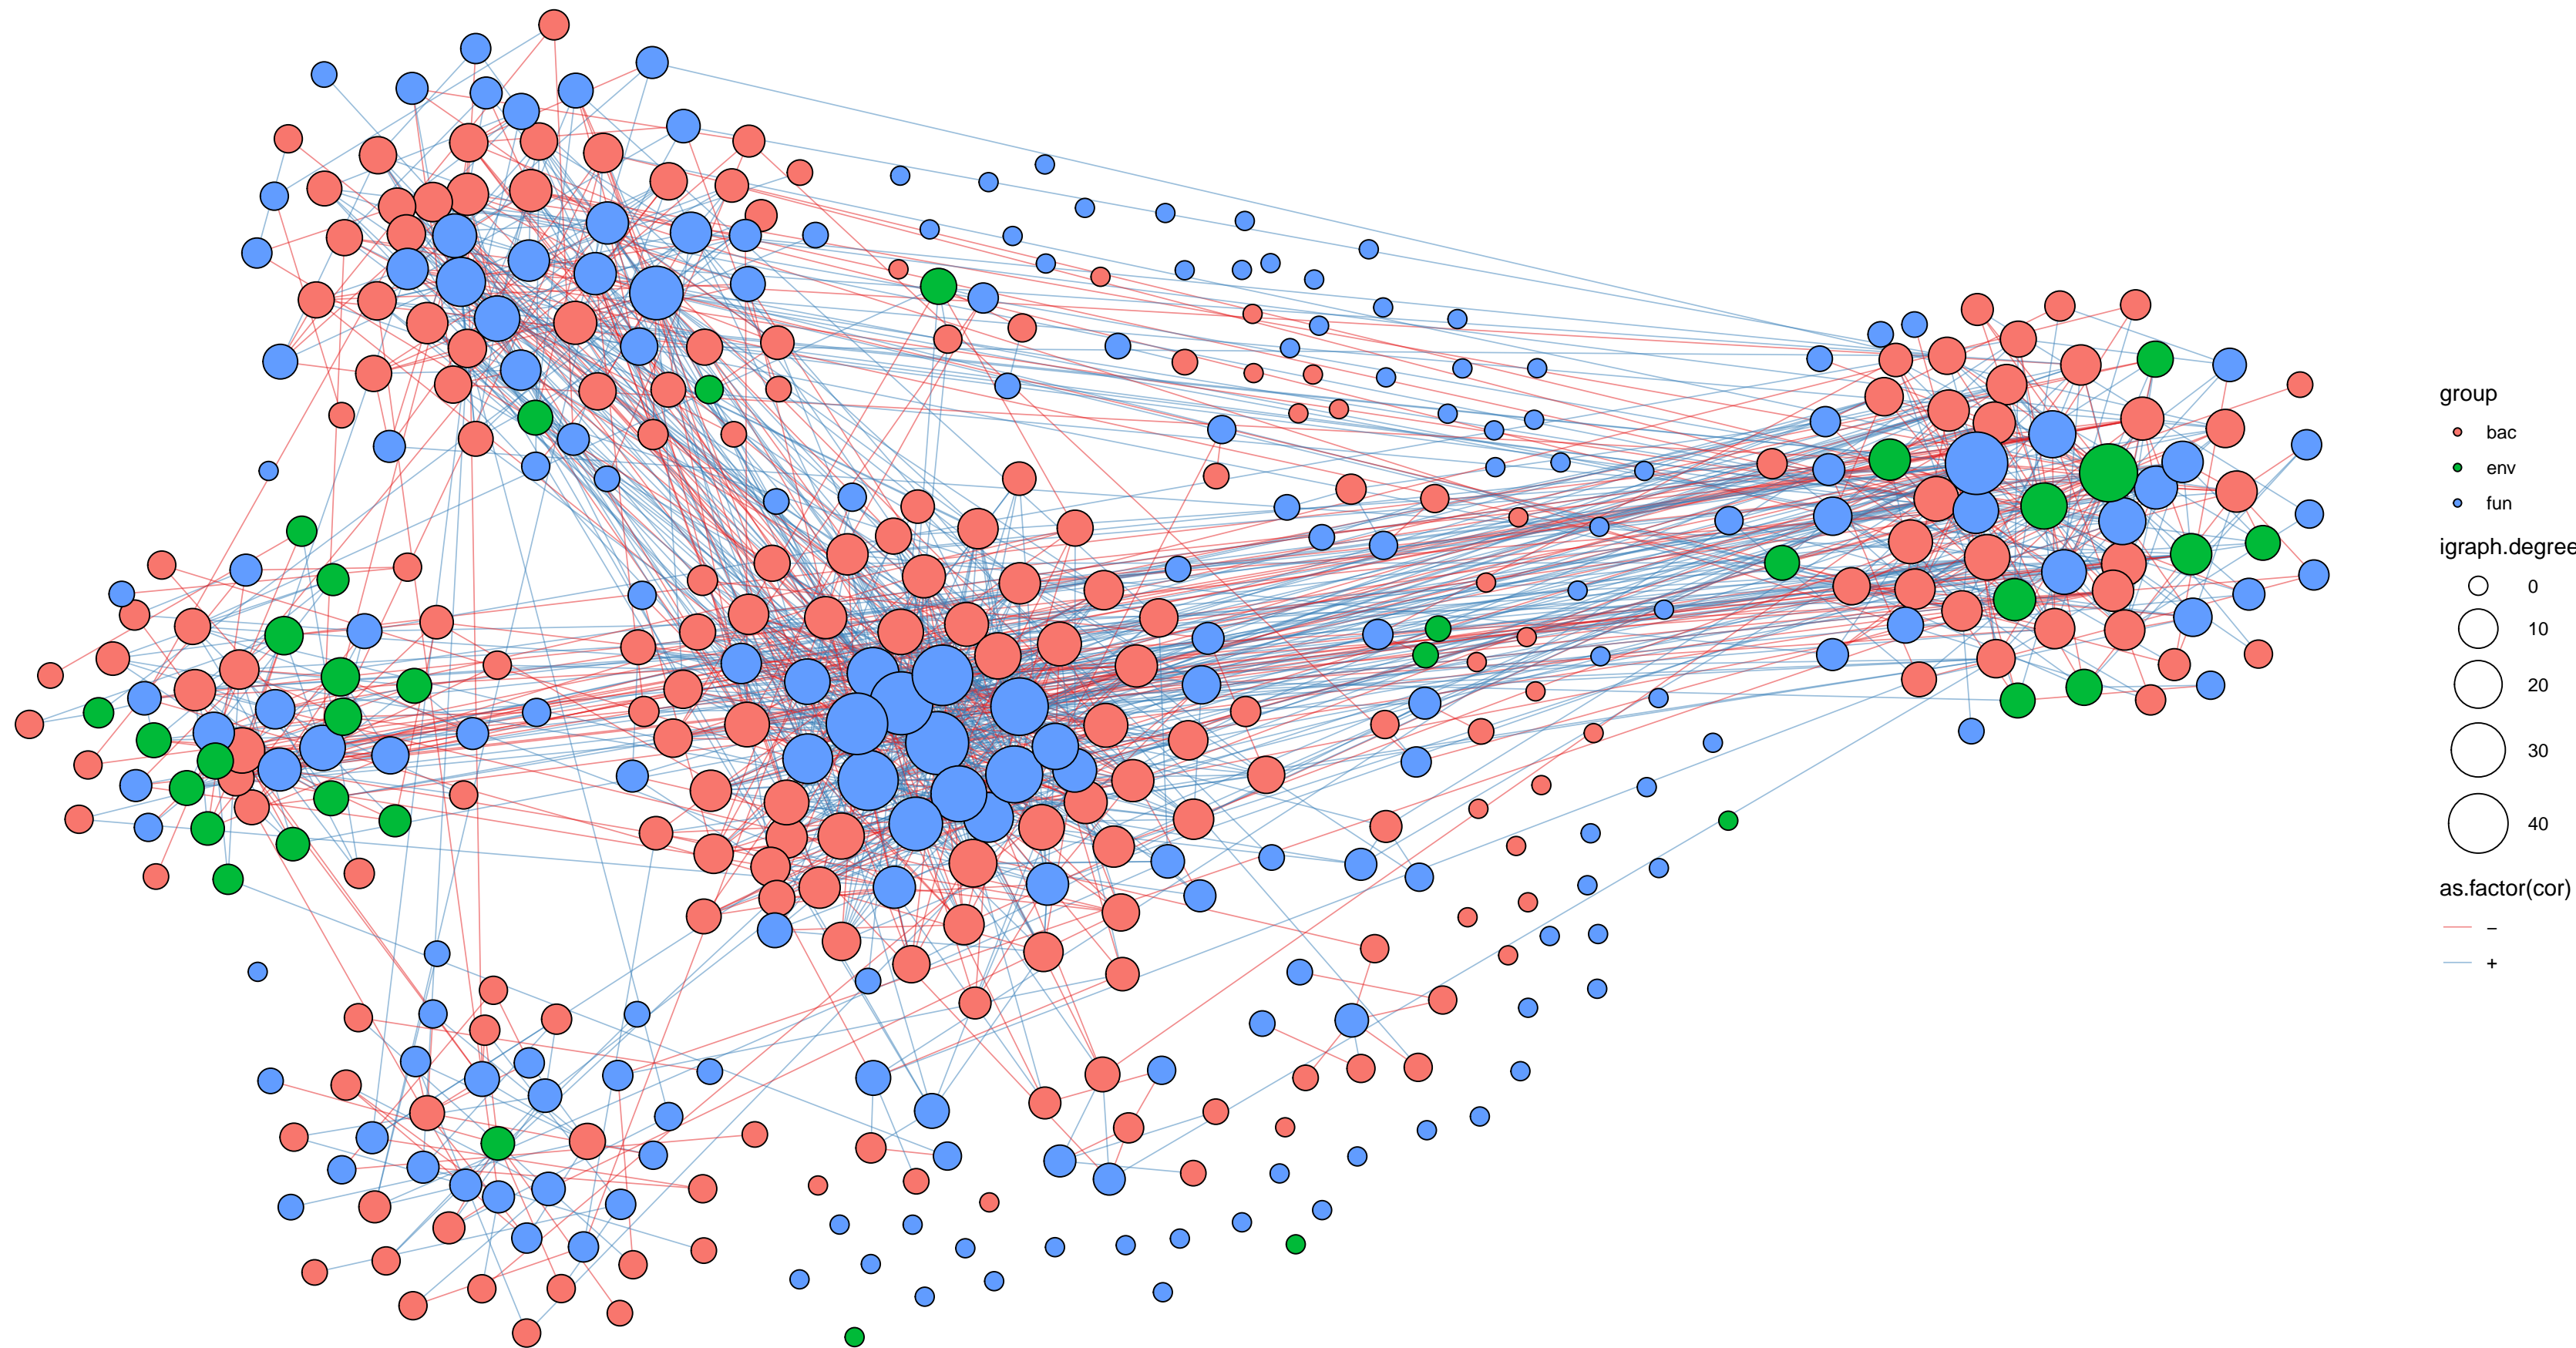 group
bac
env
fun
igraph.degree
0
10
20
30
40
as.factor(cor)
−
+